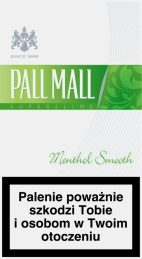 SINCE 1899
PALL MALL
SUPERSLIMS
Menthol Smooth
Palenie poważnie
szkodzi Tobie
i osobom w Twoim
otoczeniu